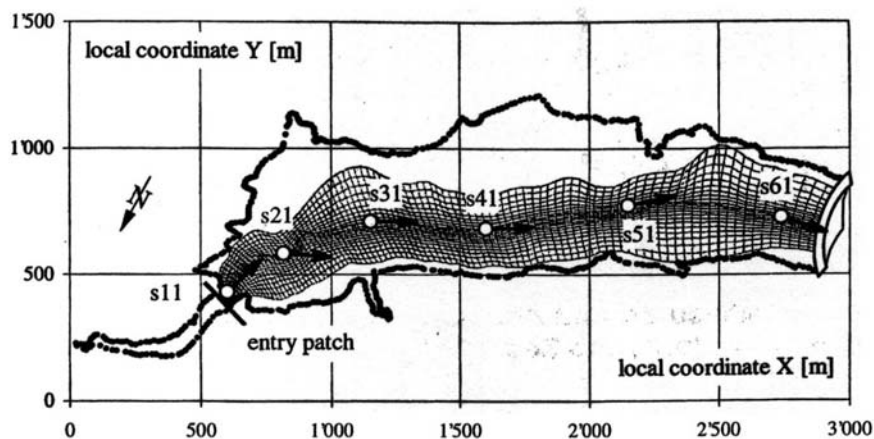 1'500
local coordinate Y [m]
1'000
N
s61
s31
s41
s21
s51
500
s11
entry patch
local coordinate X [m]
0
0 500 1'000 1'500 2'000 2'500 3'000